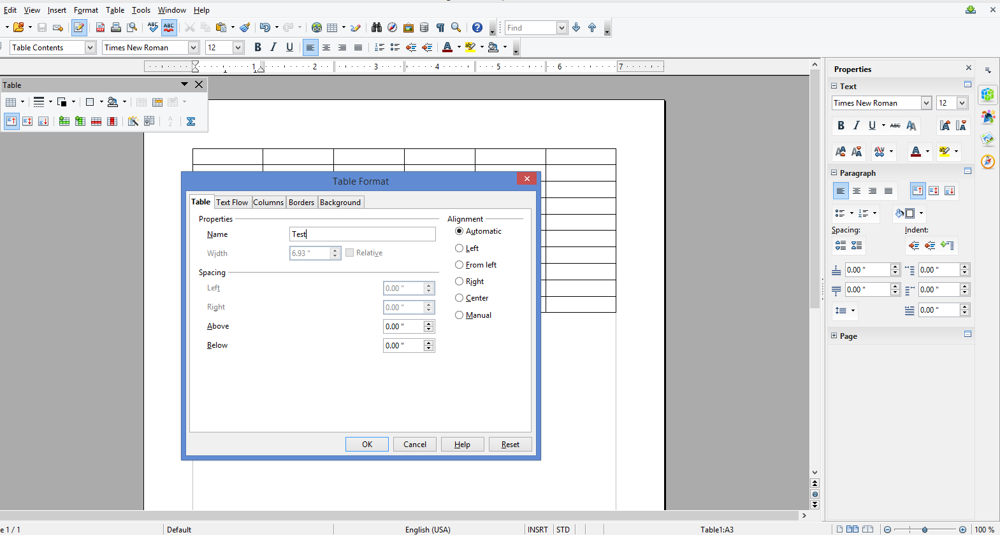 Edit View Insert Format Table Tools Window Help
Find
Table Contents Times New Roman 12 B I U
1 2 3 4 5 6 7
Table
Table Format
Table Text Flow Columns Borders Background
Properties
Name Test
Width 6.93 " Relative
Spacing
Left 0.00 "
Right 0.00 "
Above 0.00 "
Below 0.00 "
Alignment
Automatic
Left
From left
Right
Center
Manual
OK Cancel Help Reset
Properties
Text
Times New Roman 12
B I U ABC
Paragraph
Spacing: Indent:
0.00 " 0.00 "
0.00 " 0.00 "
0.00 "
Page
e 1 / 1 Default English (USA) INSRT STD Table1:A3 100 %